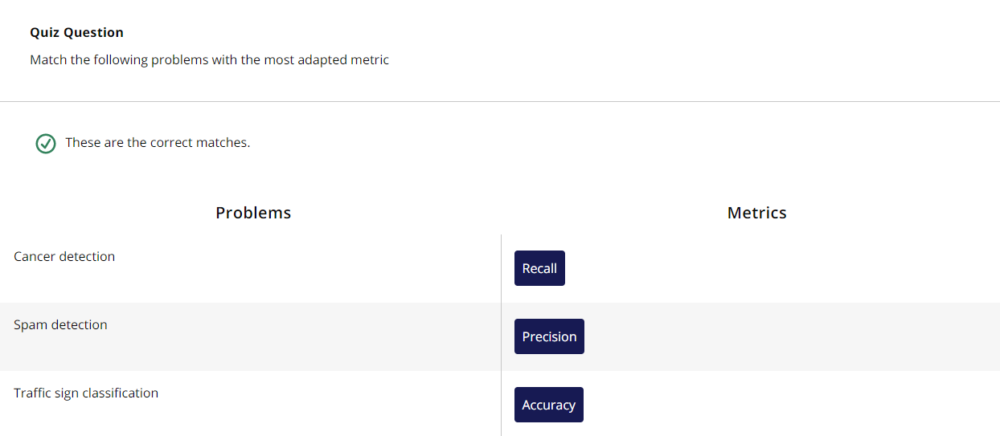 Quiz Question
Match the following problems with the most adapted metric
These are the correct matches.
Problems
Metrics
Cancer detection
Recall
Spam detection
Precision
Traffic sign classification
Accuracy